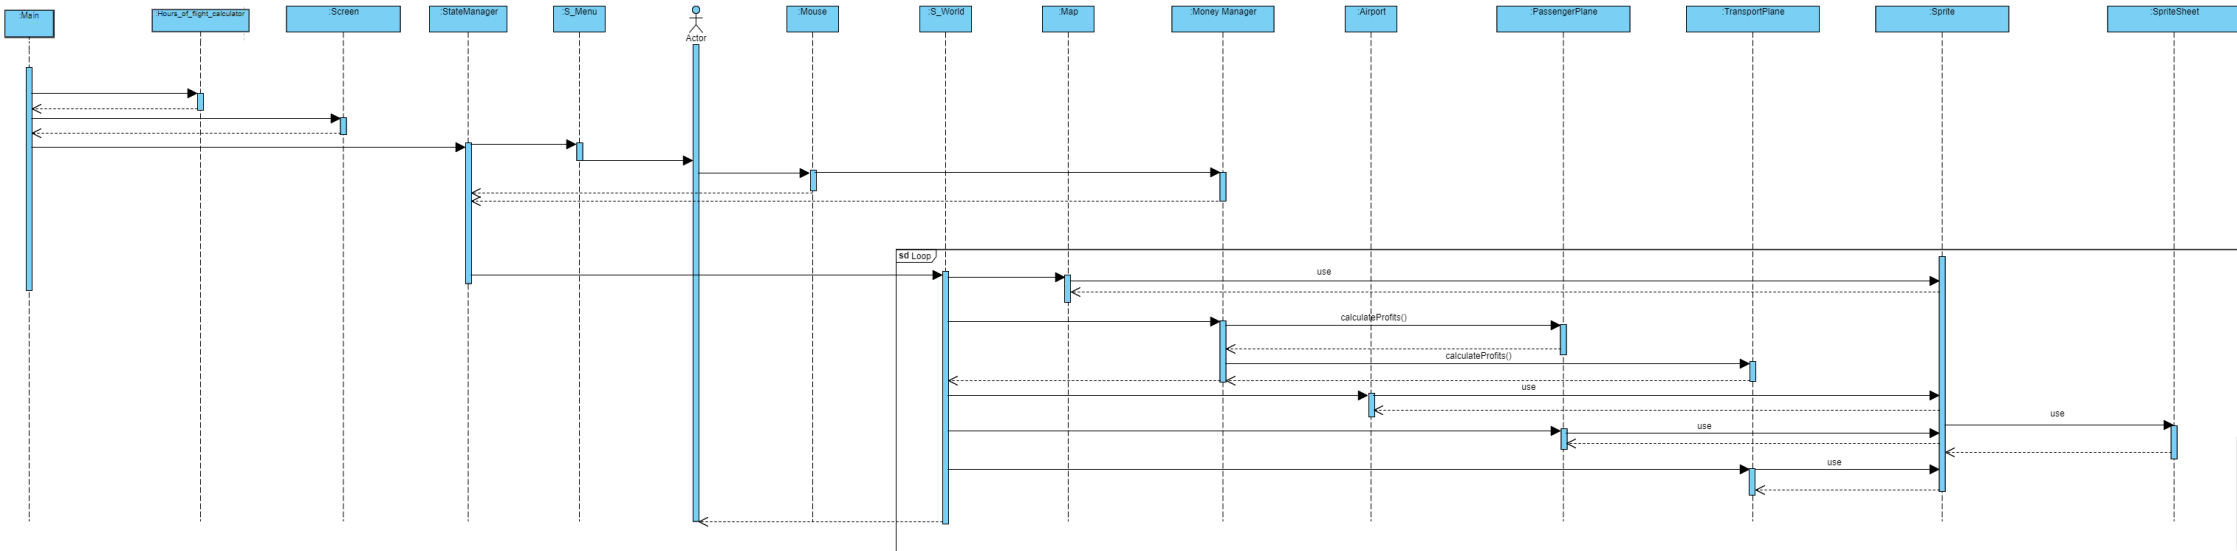 :Main
:Hours_of_flight_calculator
:Screen
:StateManager
:S_Menu
Actor
:Mouse
:S_World
:Map
:Money Manager
:Airport
:PassengerPlane
:TransportPlane
:Sprite
:SpriteSheet
sd Loop
use
calculateProfits()
calculateProfits()
use
use
use
use